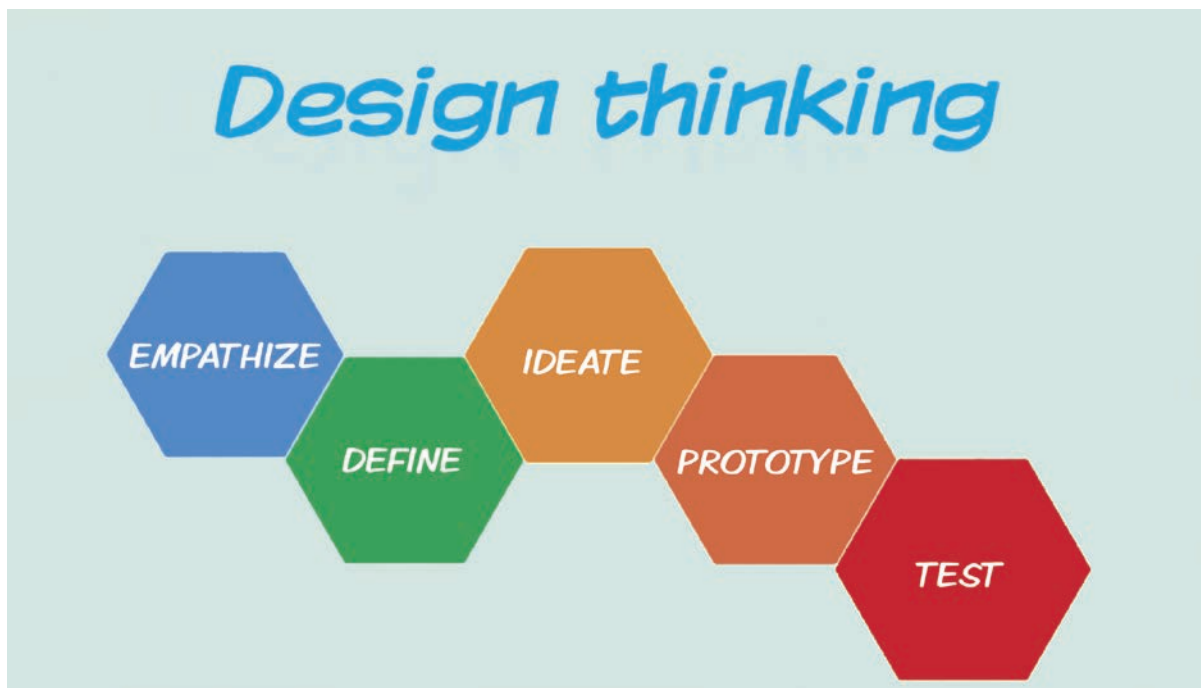 Design thinking
EMPATHIZE
DEFINE
IDEATE
PROTOTYPE
TEST